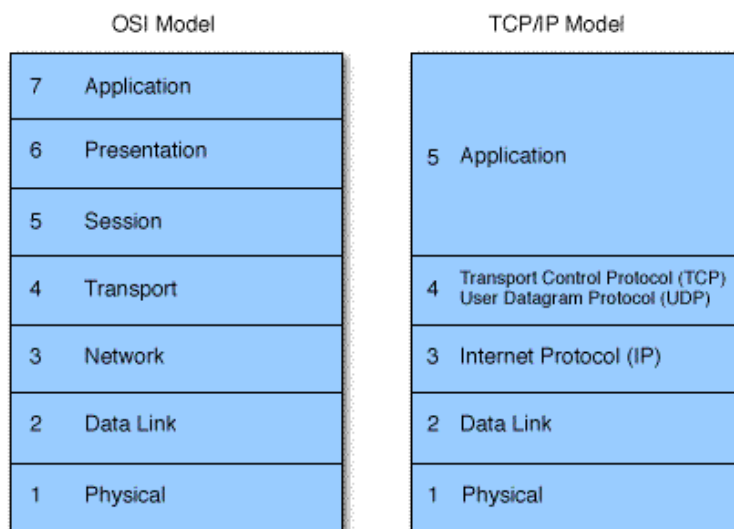 OSI Model
7 Application
6 Presentation
5 Session
4 Transport
3 Network
2 Data Link
1 Physical
TCP/IP Model
5 Application
4 Transport Control Protocol (TCP)
User Datagram Protocol (UDP)
3 Internet Protocol (IP)
2 Data Link
1 Physical